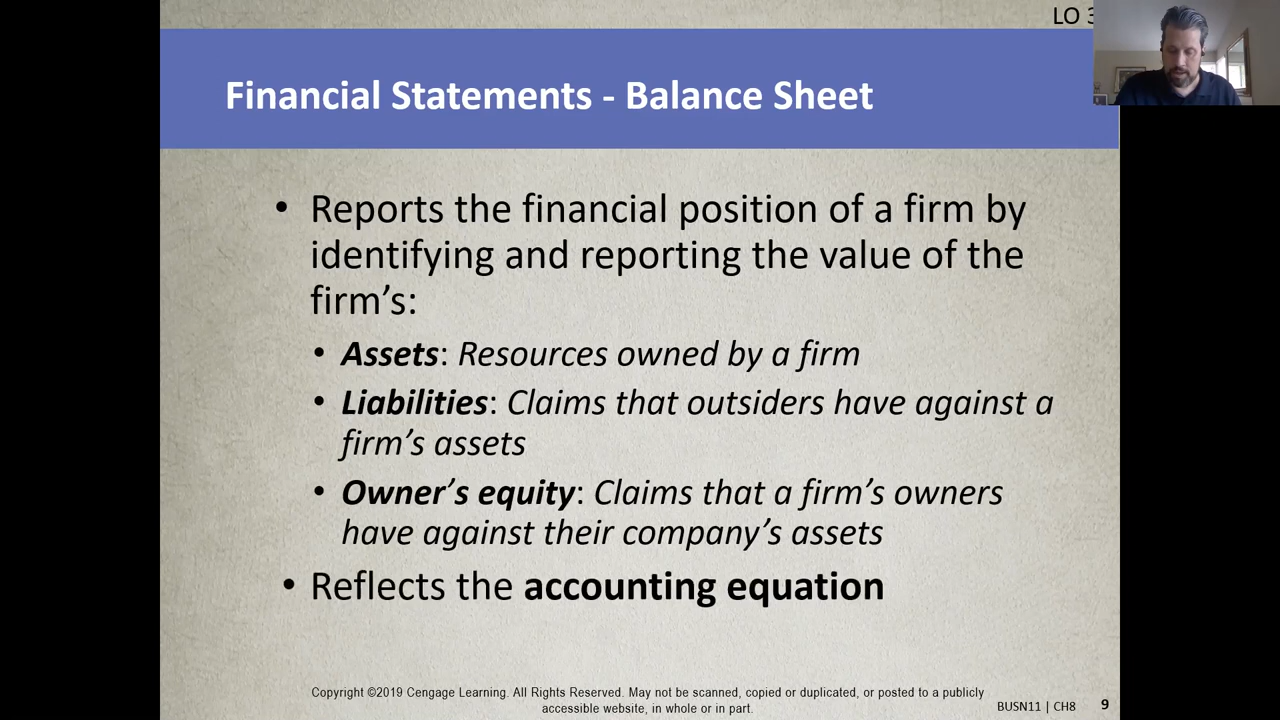 LO 3
Financial Statements - Balance Sheet
• Reports the financial position of a firm by
identifying and reporting the value of the
firm’s:
• Assets: Resources owned by a firm
• Liabilities: Claims that outsiders have against a
firm’s assets
• Owner’s equity: Claims that a firm’s owners
have against their company’s assets
• Reflects the accounting equation
Copyright ©2019 Cengage Learning. All Rights Reserved. May not be scanned, copied or duplicated, or posted to a publicly
accessible website, in whole or in part.
BUSN11 | CH8 9